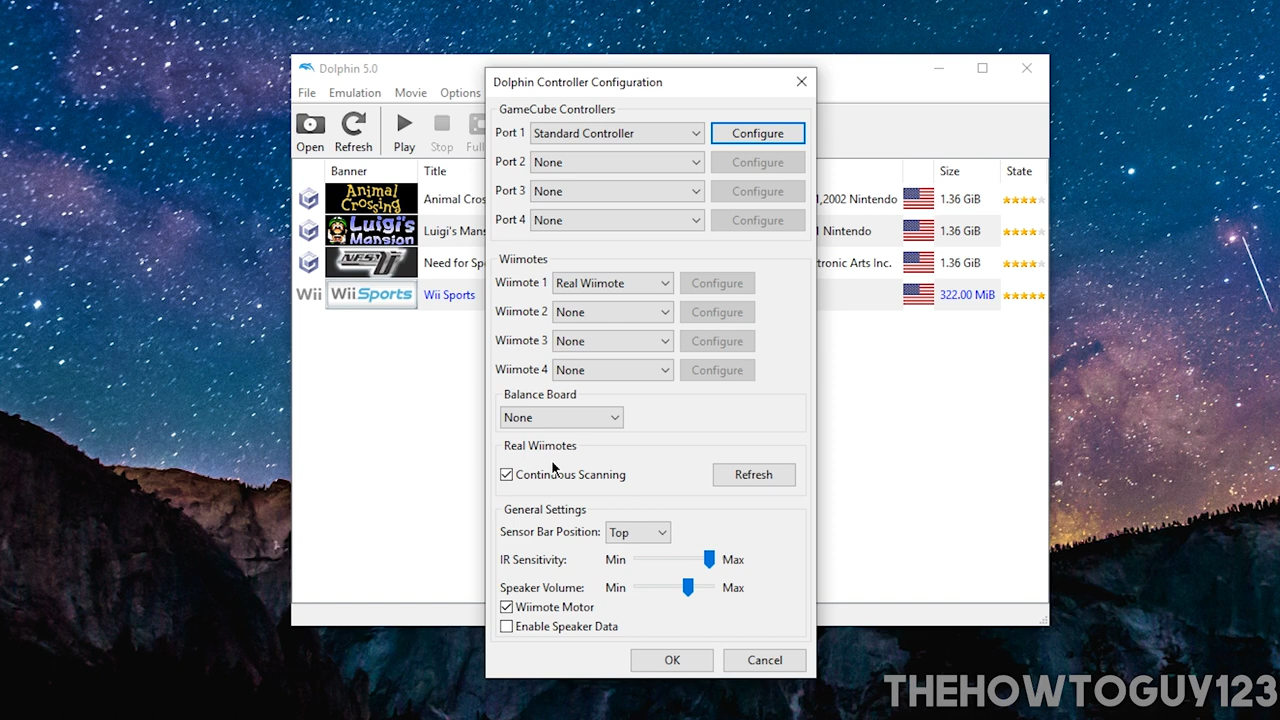 Dolphin 5.0
File Emulation Movie Options
Open Refresh Play Stop Full
Banner Title Size State
Animal Crossing Animal Cros ,2002 Nintendo 1.36 GiB
Luigi's Mansion Luigi's Mans Nintendo 1.36 GiB
Need for Sp tronic Arts Inc. 1.36 GiB
Wii Wii Sports Wii Sports 322.00 MiB
Dolphin Controller Configuration
GameCube Controllers
Port 1 Standard Controller Configure
Port 2 None Configure
Port 3 None Configure
Port 4 None Configure
Wiimotes
Wiimote 1 Real Wiimote Configure
Wiimote 2 None Configure
Wiimote 3 None Configure
Wiimote 4 None Configure
Balance Board
None
Real Wiimotes
Continuous Scanning Refresh
General Settings
Sensor Bar Position: Top
IR Sensitivity: Min Max
Speaker Volume: Min Max
Wiimote Motor
Enable Speaker Data
OK Cancel
THEHOWTOGUY123